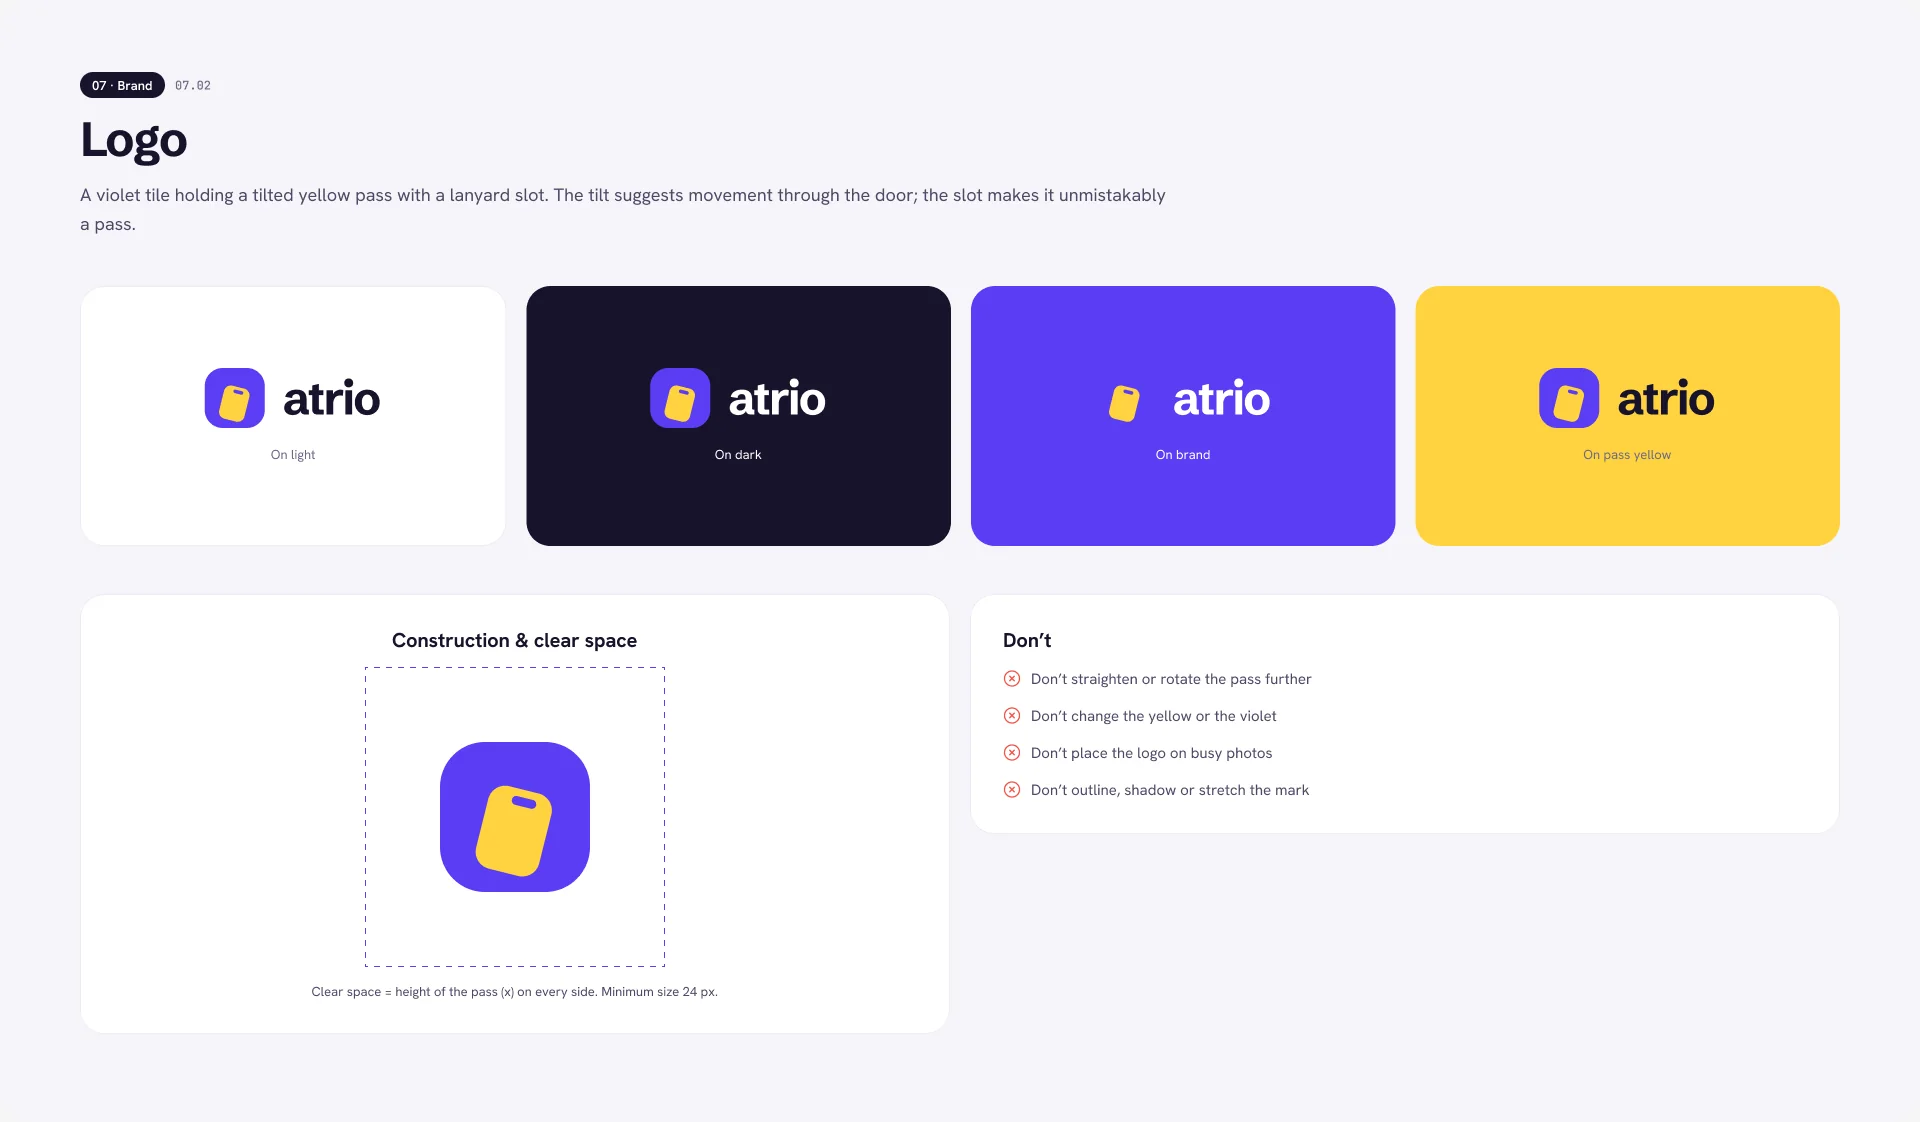 07 · Brand 07.02
Logo
A violet tile holding a tilted yellow pass with a lanyard slot. The tilt suggests movement through the door; the slot makes it unmistakably
a pass.
atrio
On light
atrio
On dark
atrio
On brand
atrio
On pass yellow
Construction & clear space
Clear space = height of the pass (x) on every side. Minimum size 24 px.
Don’t
Don’t straighten or rotate the pass further
Don’t change the yellow or the violet
Don’t place the logo on busy photos
Don’t outline, shadow or stretch the mark